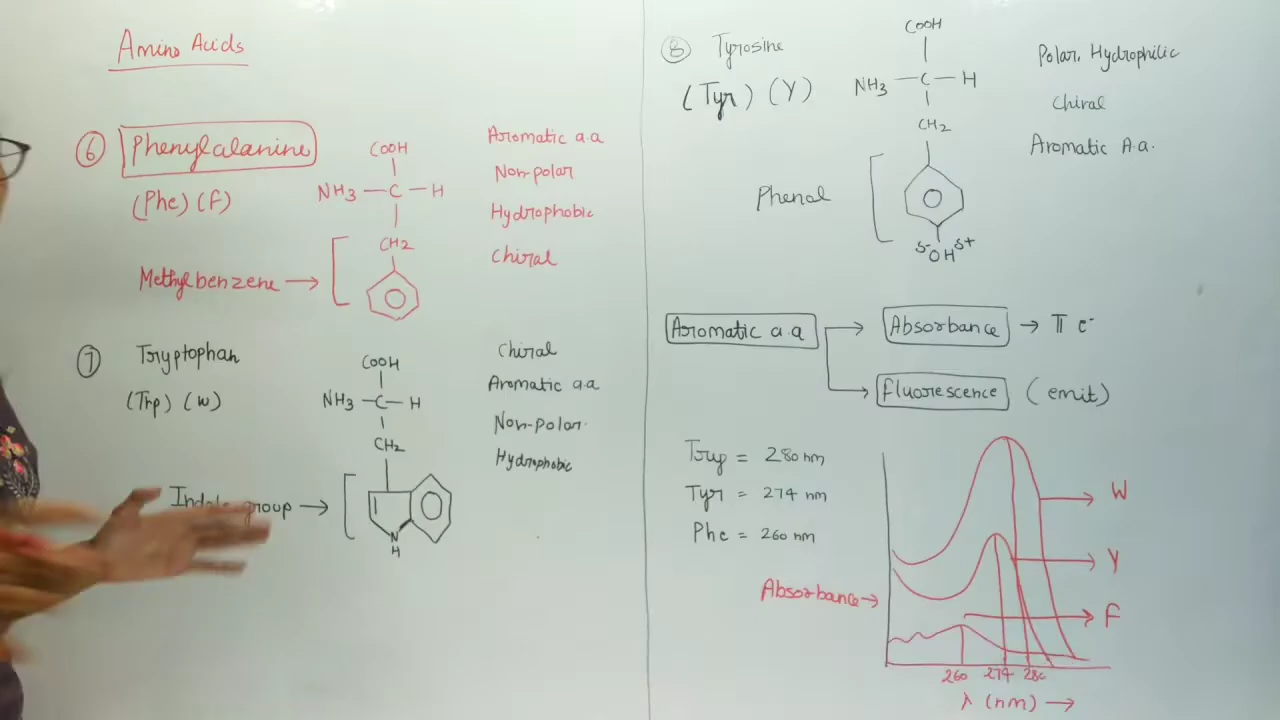 Amino Acids
6 Phenylalanine
(Phe) (F)
COOH
NH3 — C — H
CH2
Methylbenzene →
Aromatic a.a
Non-polar
Hydrophobic
Chiral
7 Tryptophan
(Trp) (W)
COOH
NH3 — C — H
CH2
group →
N
H
Chiral
Aromatic a.a
Non-polar.
Hydrophobic
8 Tyrosine
(Tyr) (Y)
COOH
NH3 — C — H
CH2
Phenol
δ- OH δ+
Polar, Hydrophilic
Chiral
Aromatic A.a.
Aromatic a.a → Absorbance → π e-
→ fluorescence (emit)
Tryp = 280 nm
Tyr = 274 nm
Phe = 260 nm
Absorbance →
W
Y
F
260 274 280
λ (nm) →